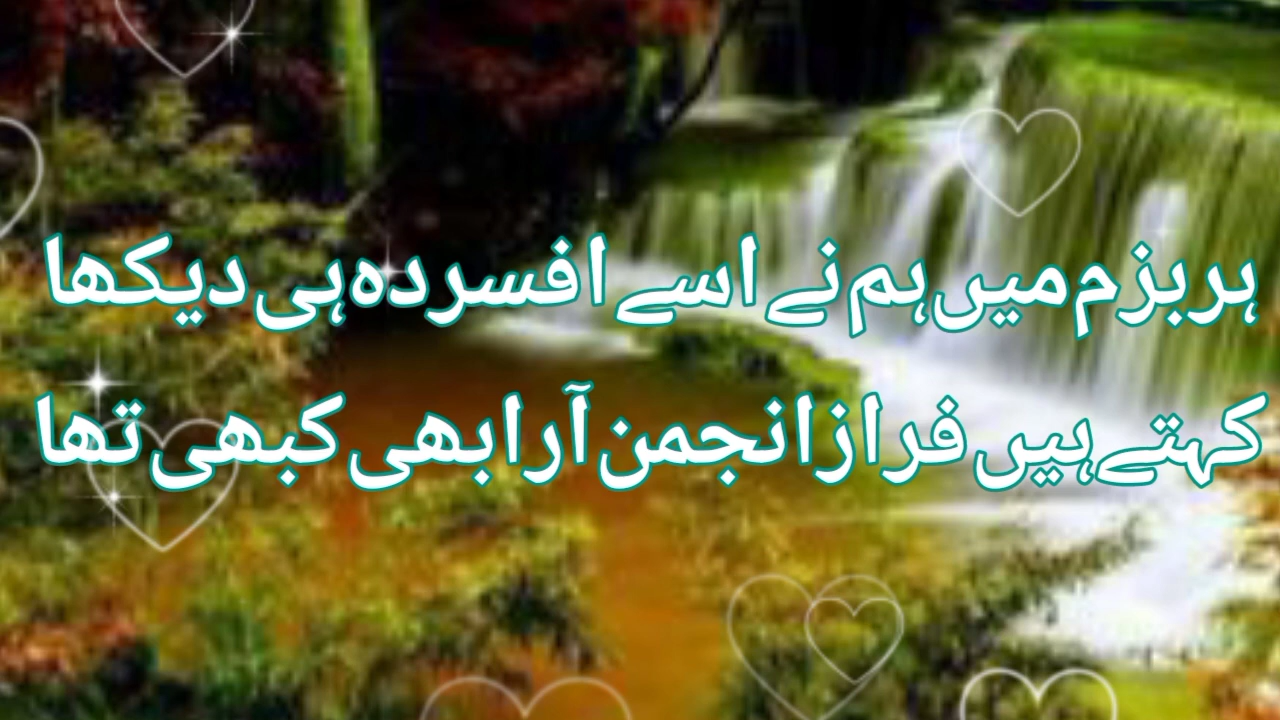 ہر بزم میں ہم نے اسے افسردہ ہی دیکھا
کہتے ہیں فراز انجمن آرا بھی کبھی تھا